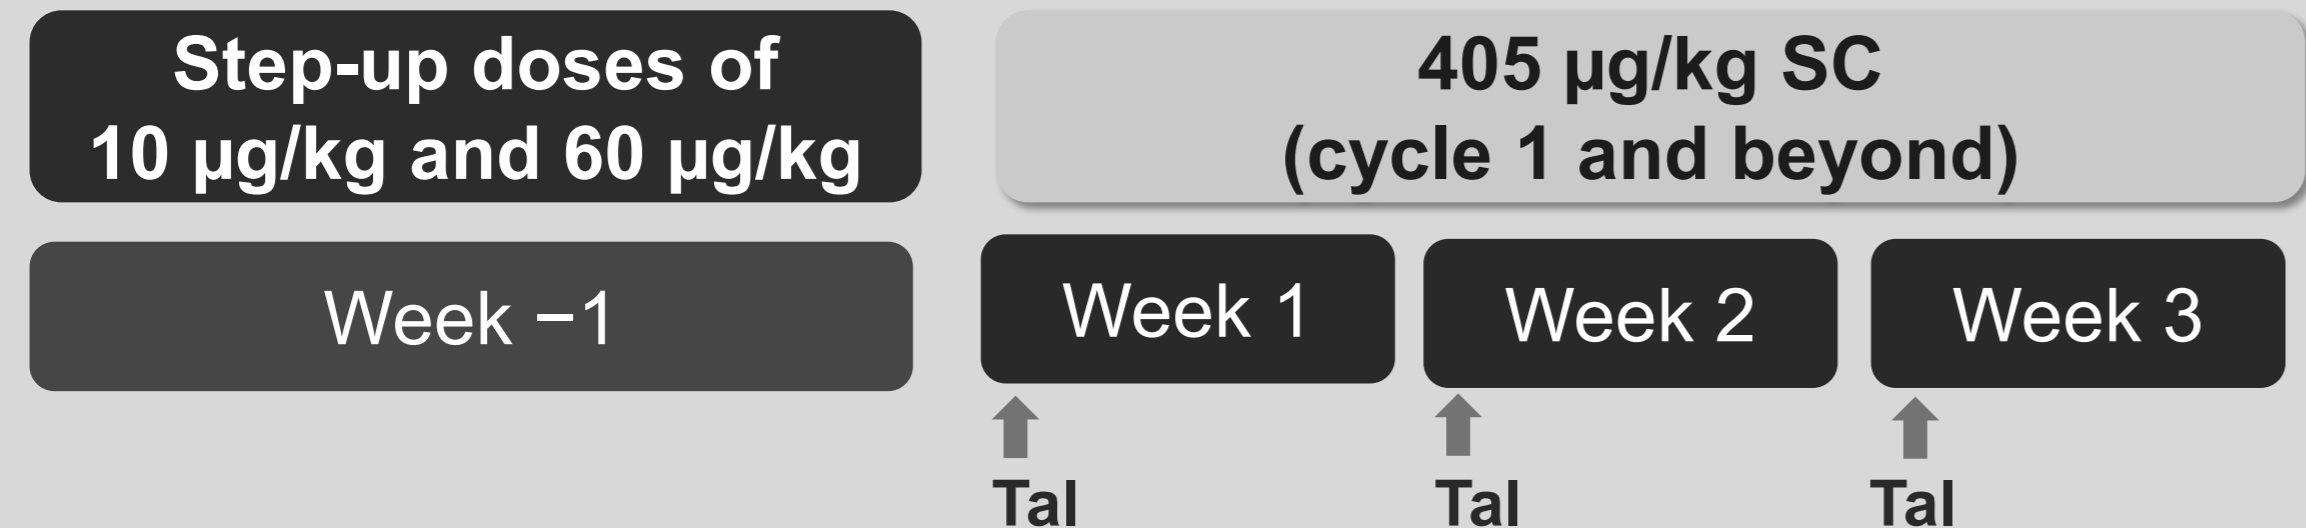 Step-up doses of
10 µg/kg and 60 µg/kg
405 µg/kg SC
(cycle 1 and beyond)
Week −1
Week 1
Week 2
Week 3
Tal
Tal
Tal